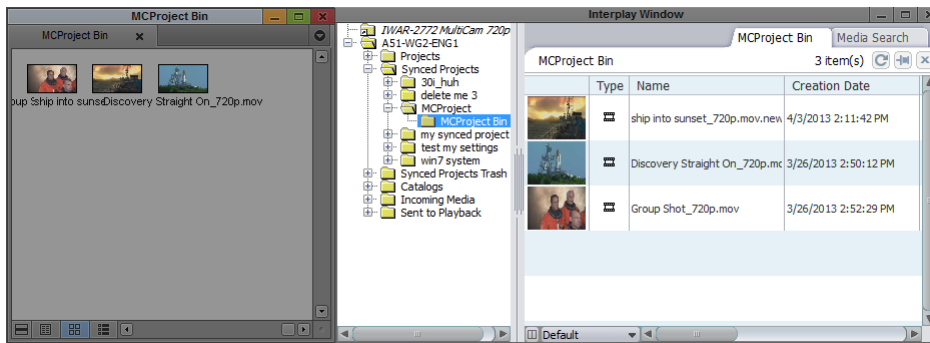 MCProject Bin
MCProject Bin
Ship into sunse
Discovery Straight On_720p.mov
IWAR-2772 MultiCam 720p
A51-WG2-ENG1
Projects
Synced Projects
30i_huh
delete me 3
MCProject
MCProject Bin
my synced project
test my settings
win7 system
Synced Projects Trash
Catalogs
Incoming Media
Sent to Playback
Interplay Window
MCProject Bin Media Search
MCProject Bin 3 item(s)
Type Name Creation Date
ship into sunset_720p.mov.new 4/3/2013 2:11:42 PM
Discovery Straight On_720p.mc 3/26/2013 2:50:12 PM
Group Shot_720p.mov 3/26/2013 2:52:29 PM
Default